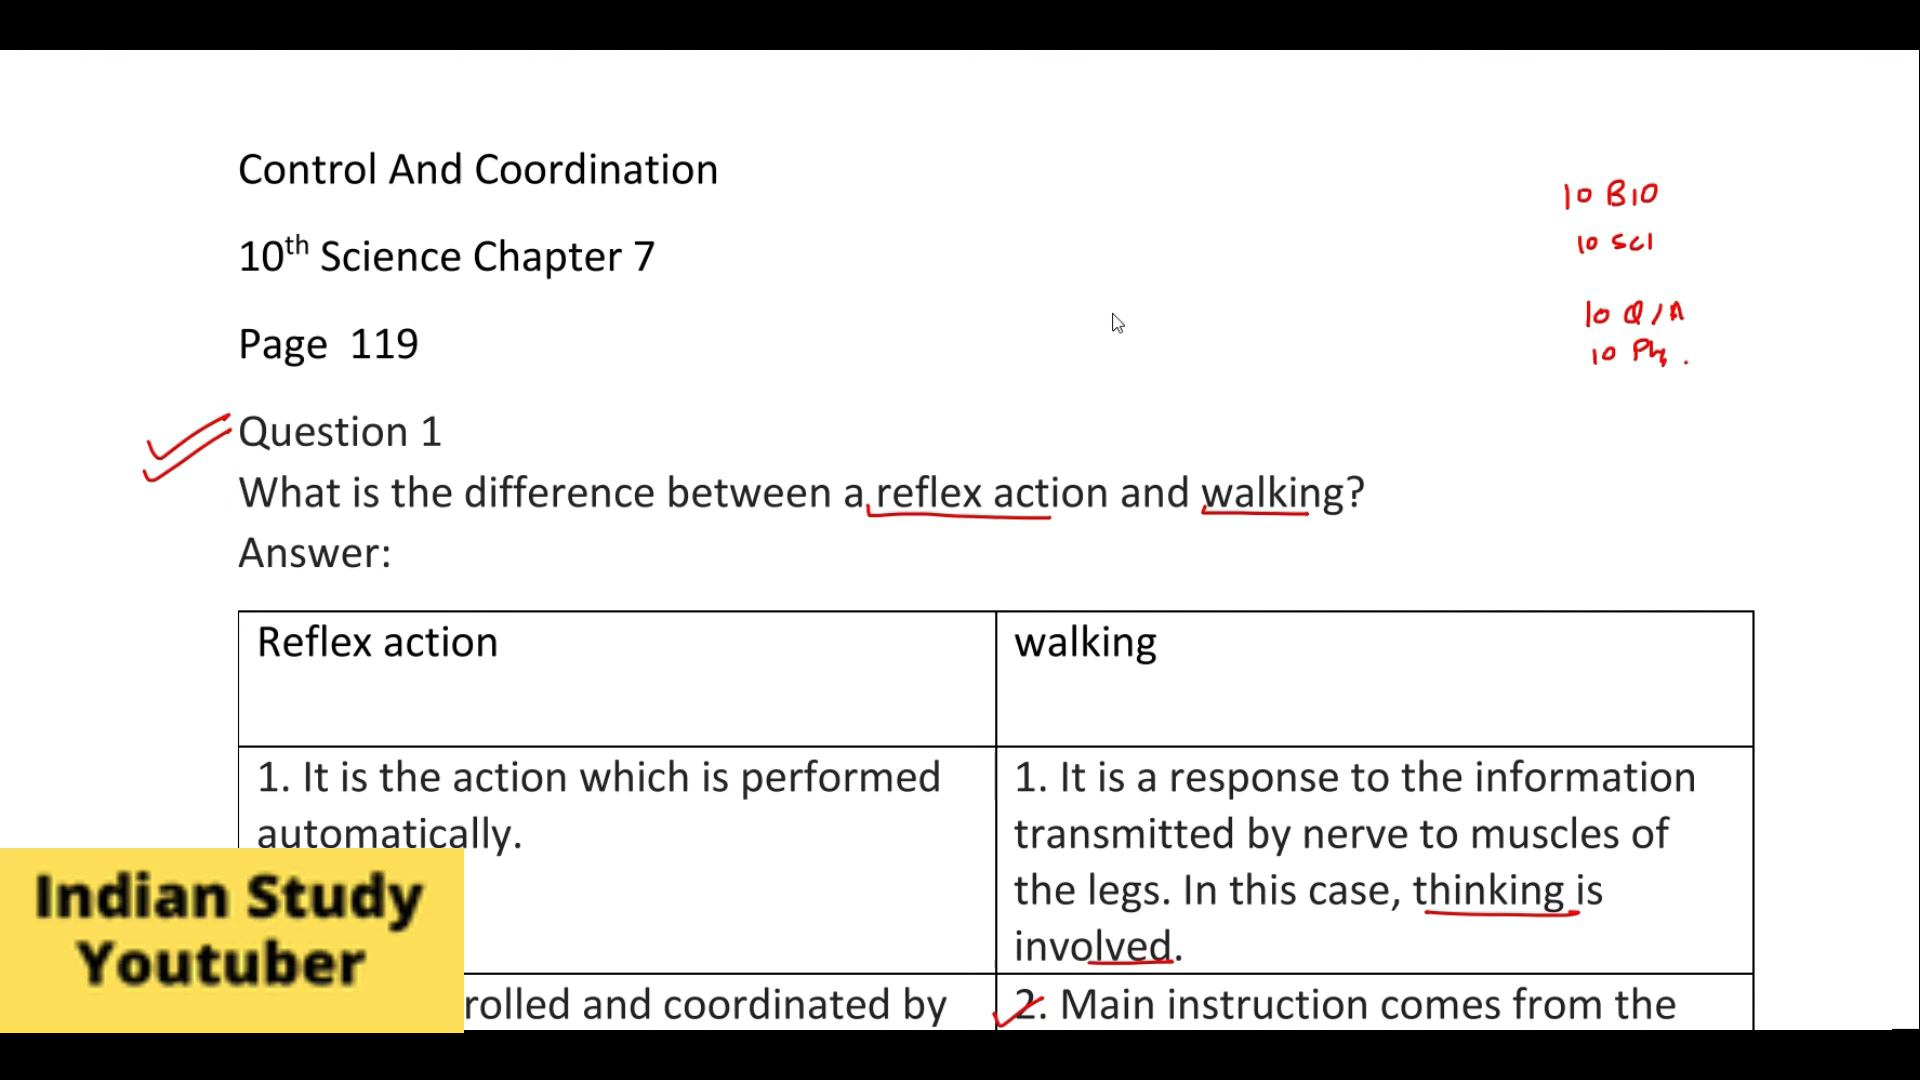 Control And Coordination
10th Science Chapter 7
Page 119
10 BIO
10 SCI
10 Q/A
10 Phy.
Question 1
What is the difference between a reflex action and walking?
Answer:
Reflex action
walking
1. It is the action which is performed
automatically.
1. It is a response to the information
transmitted by nerve to muscles of
the legs. In this case, thinking is
involved.
rolled and coordinated by
2. Main instruction comes from the
Indian Study
Youtuber